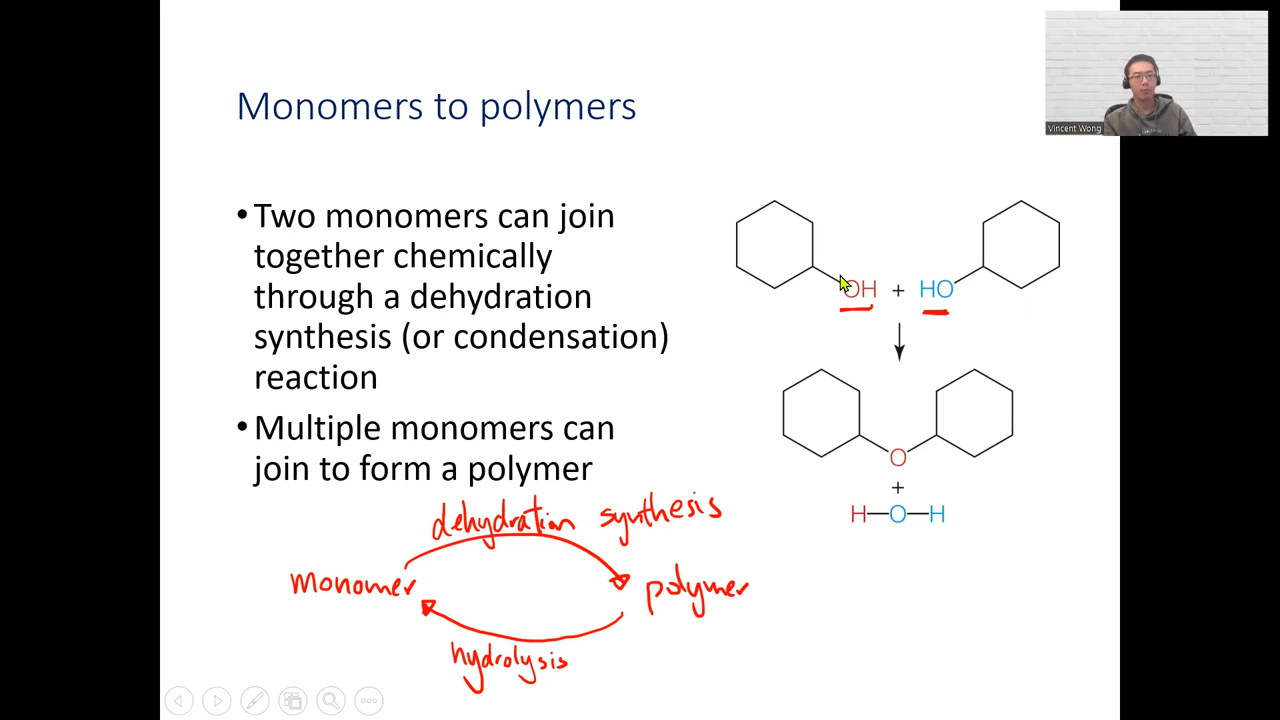 Monomers to polymers
Vincent Wong
• Two monomers can join
together chemically
through a dehydration
synthesis (or condensation)
reaction
• Multiple monomers can
join to form a polymer
OH + HO
O
+
H—O—H
dehydration synthesis
monomer polymer
hydrolysis